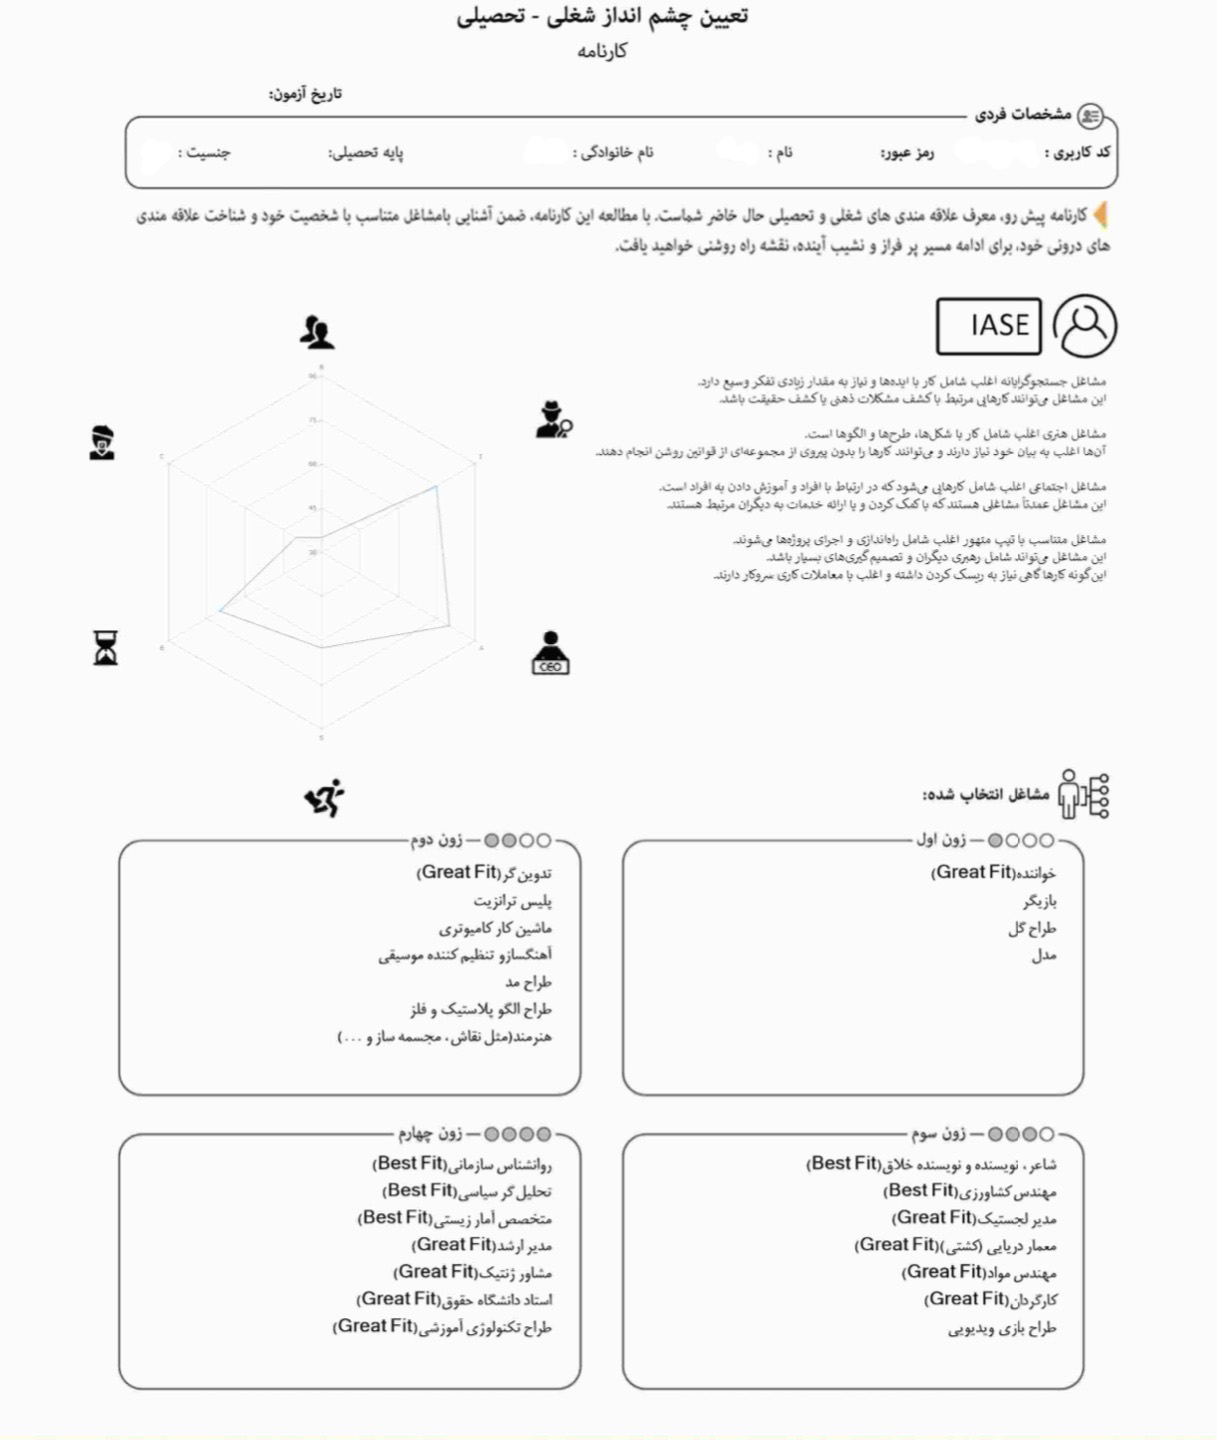 تعیین چشم انداز شغلی - تحصیلی
کارنامه
تاریخ آزمون:
مشخصات فردی
کد کاربری :
رمز عبور:
نام :
نام خانوادگی :
پایه تحصیلی:
جنسیت :
کارنامه پیش رو، معرف علاقه مندی های شغلی و تحصیلی حال حاضر شماست. با مطالعه این کارنامه، ضمن آشنایی بامشاغل متناسب با شخصیت خود و شناخت علاقه مندی
های درونی خود، برای ادامه مسیر پر فراز و نشیب آینده، نقشه راه روشنی خواهید یافت.
IASE
مشاغل جستجوگرایانه اغلب شامل کار با ایده‌ها و نیاز به مقدار زیادی تفکر وسیع دارد.
این مشاغل می‌توانند کارهایی مرتبط با کشف مشکلات ذهنی یا کشف حقیقت باشد.
مشاغل هنری اغلب شامل کار با شکل‌ها، طرح‌ها و الگوها است.
آن‌ها اغلب به بیان خود نیاز دارند و می‌توانند کارها را بدون پیروی از مجموعه‌ای از قوانین روشن انجام دهند.
مشاغل اجتماعی اغلب شامل کارهایی می‌شود که در ارتباط با افراد و آموزش دادن به افراد است.
این مشاغل عمدتاً مشاغلی هستند که با کمک کردن و یا ارائه خدمات به دیگران مرتبط هستند.
مشاغل متناسب با تیپ متهور اغلب شامل راه‌اندازی و اجرای پروژه‌ها می‌شوند.
این مشاغل می‌تواند شامل رهبری دیگران و تصمیم‌گیری‌های بسیار باشد.
این‌گونه کارها گاهی نیاز به ریسک کردن داشته و اغلب با معاملات کاری سروکار دارند.
90
75
60
45
30
CEO
مشاغل انتخاب شده:
زون اول
خواننده(Great Fit)
بازیگر
طراح گل
مدل
زون دوم
تدوین گر(Great Fit)
پلیس ترانزیت
ماشین کار کامپیوتری
آهنگسازو تنظیم کننده موسیقی
طراح مد
طراح الگو پلاستیک و فلز
هنرمند(مثل نقاش، مجسمه ساز و ...)
زون سوم
شاعر، نویسنده و نویسنده خلاق(Best Fit)
مهندس کشاورزی(Best Fit)
مدیر لجستیک(Great Fit)
معمار دریایی (کشتی)(Great Fit)
مهندس مواد(Great Fit)
کارگردان(Great Fit)
طراح بازی ویدیویی
زون چهارم
روانشناس سازمانی(Best Fit)
تحلیل گر سیاسی(Best Fit)
متخصص آمار زیستی(Best Fit)
مدیر ارشد(Great Fit)
مشاور ژنتیک(Great Fit)
استاد دانشگاه حقوق(Great Fit)
طراح تکنولوژی آموزشی(Great Fit)